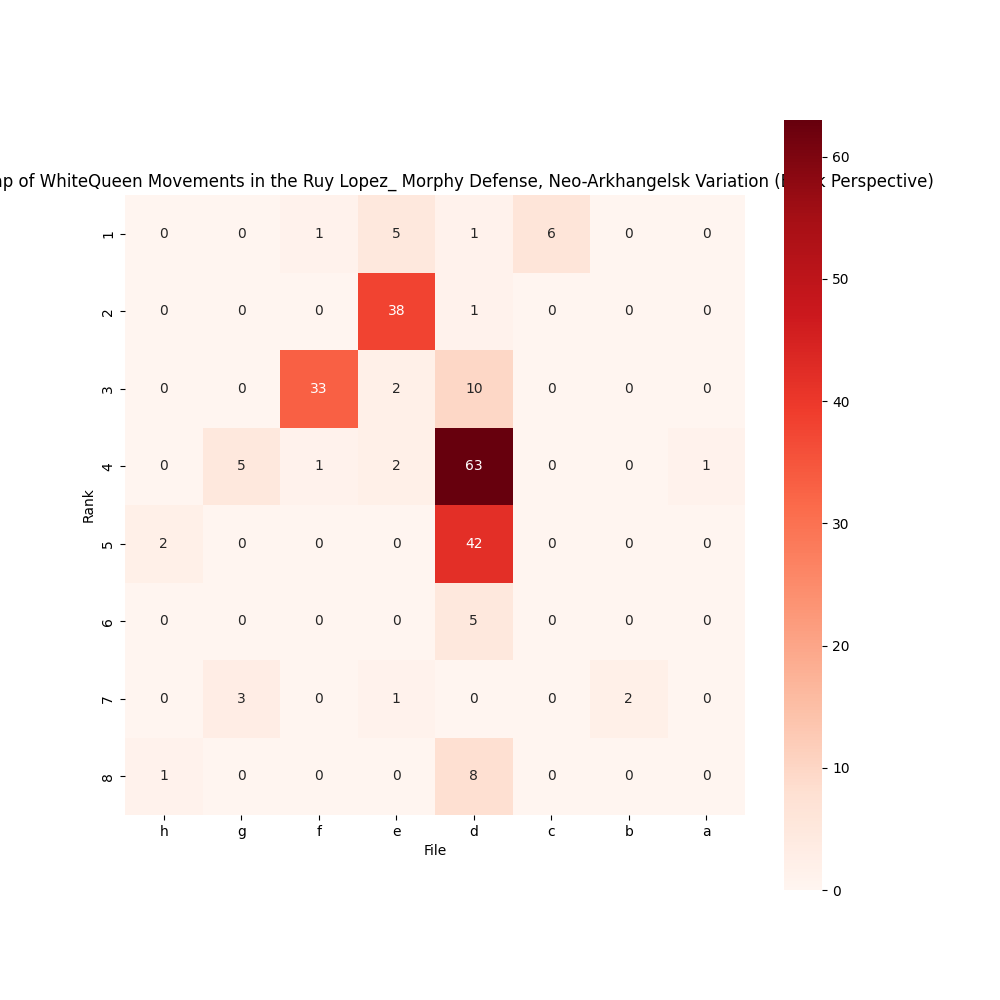 of WhiteQueen Movements in the Ruy Lopez_ Morphy Defense, Neo-Arkhangelsk Variation ( Perspective)
60
1 0 0 1 5 1 6 0 0
50
2 0 0 0 38 1 0 0 0
3 0 0 33 2 10 0 0 0
40
4 0 5 1 2 63 0 0 1
Rank
30
5 2 0 0 0 42 0 0 0
6 0 0 0 0 5 0 0 0
20
7 0 3 0 1 0 0 2 0
10
8 1 0 0 0 8 0 0 0
h g f e d c b a
File
0